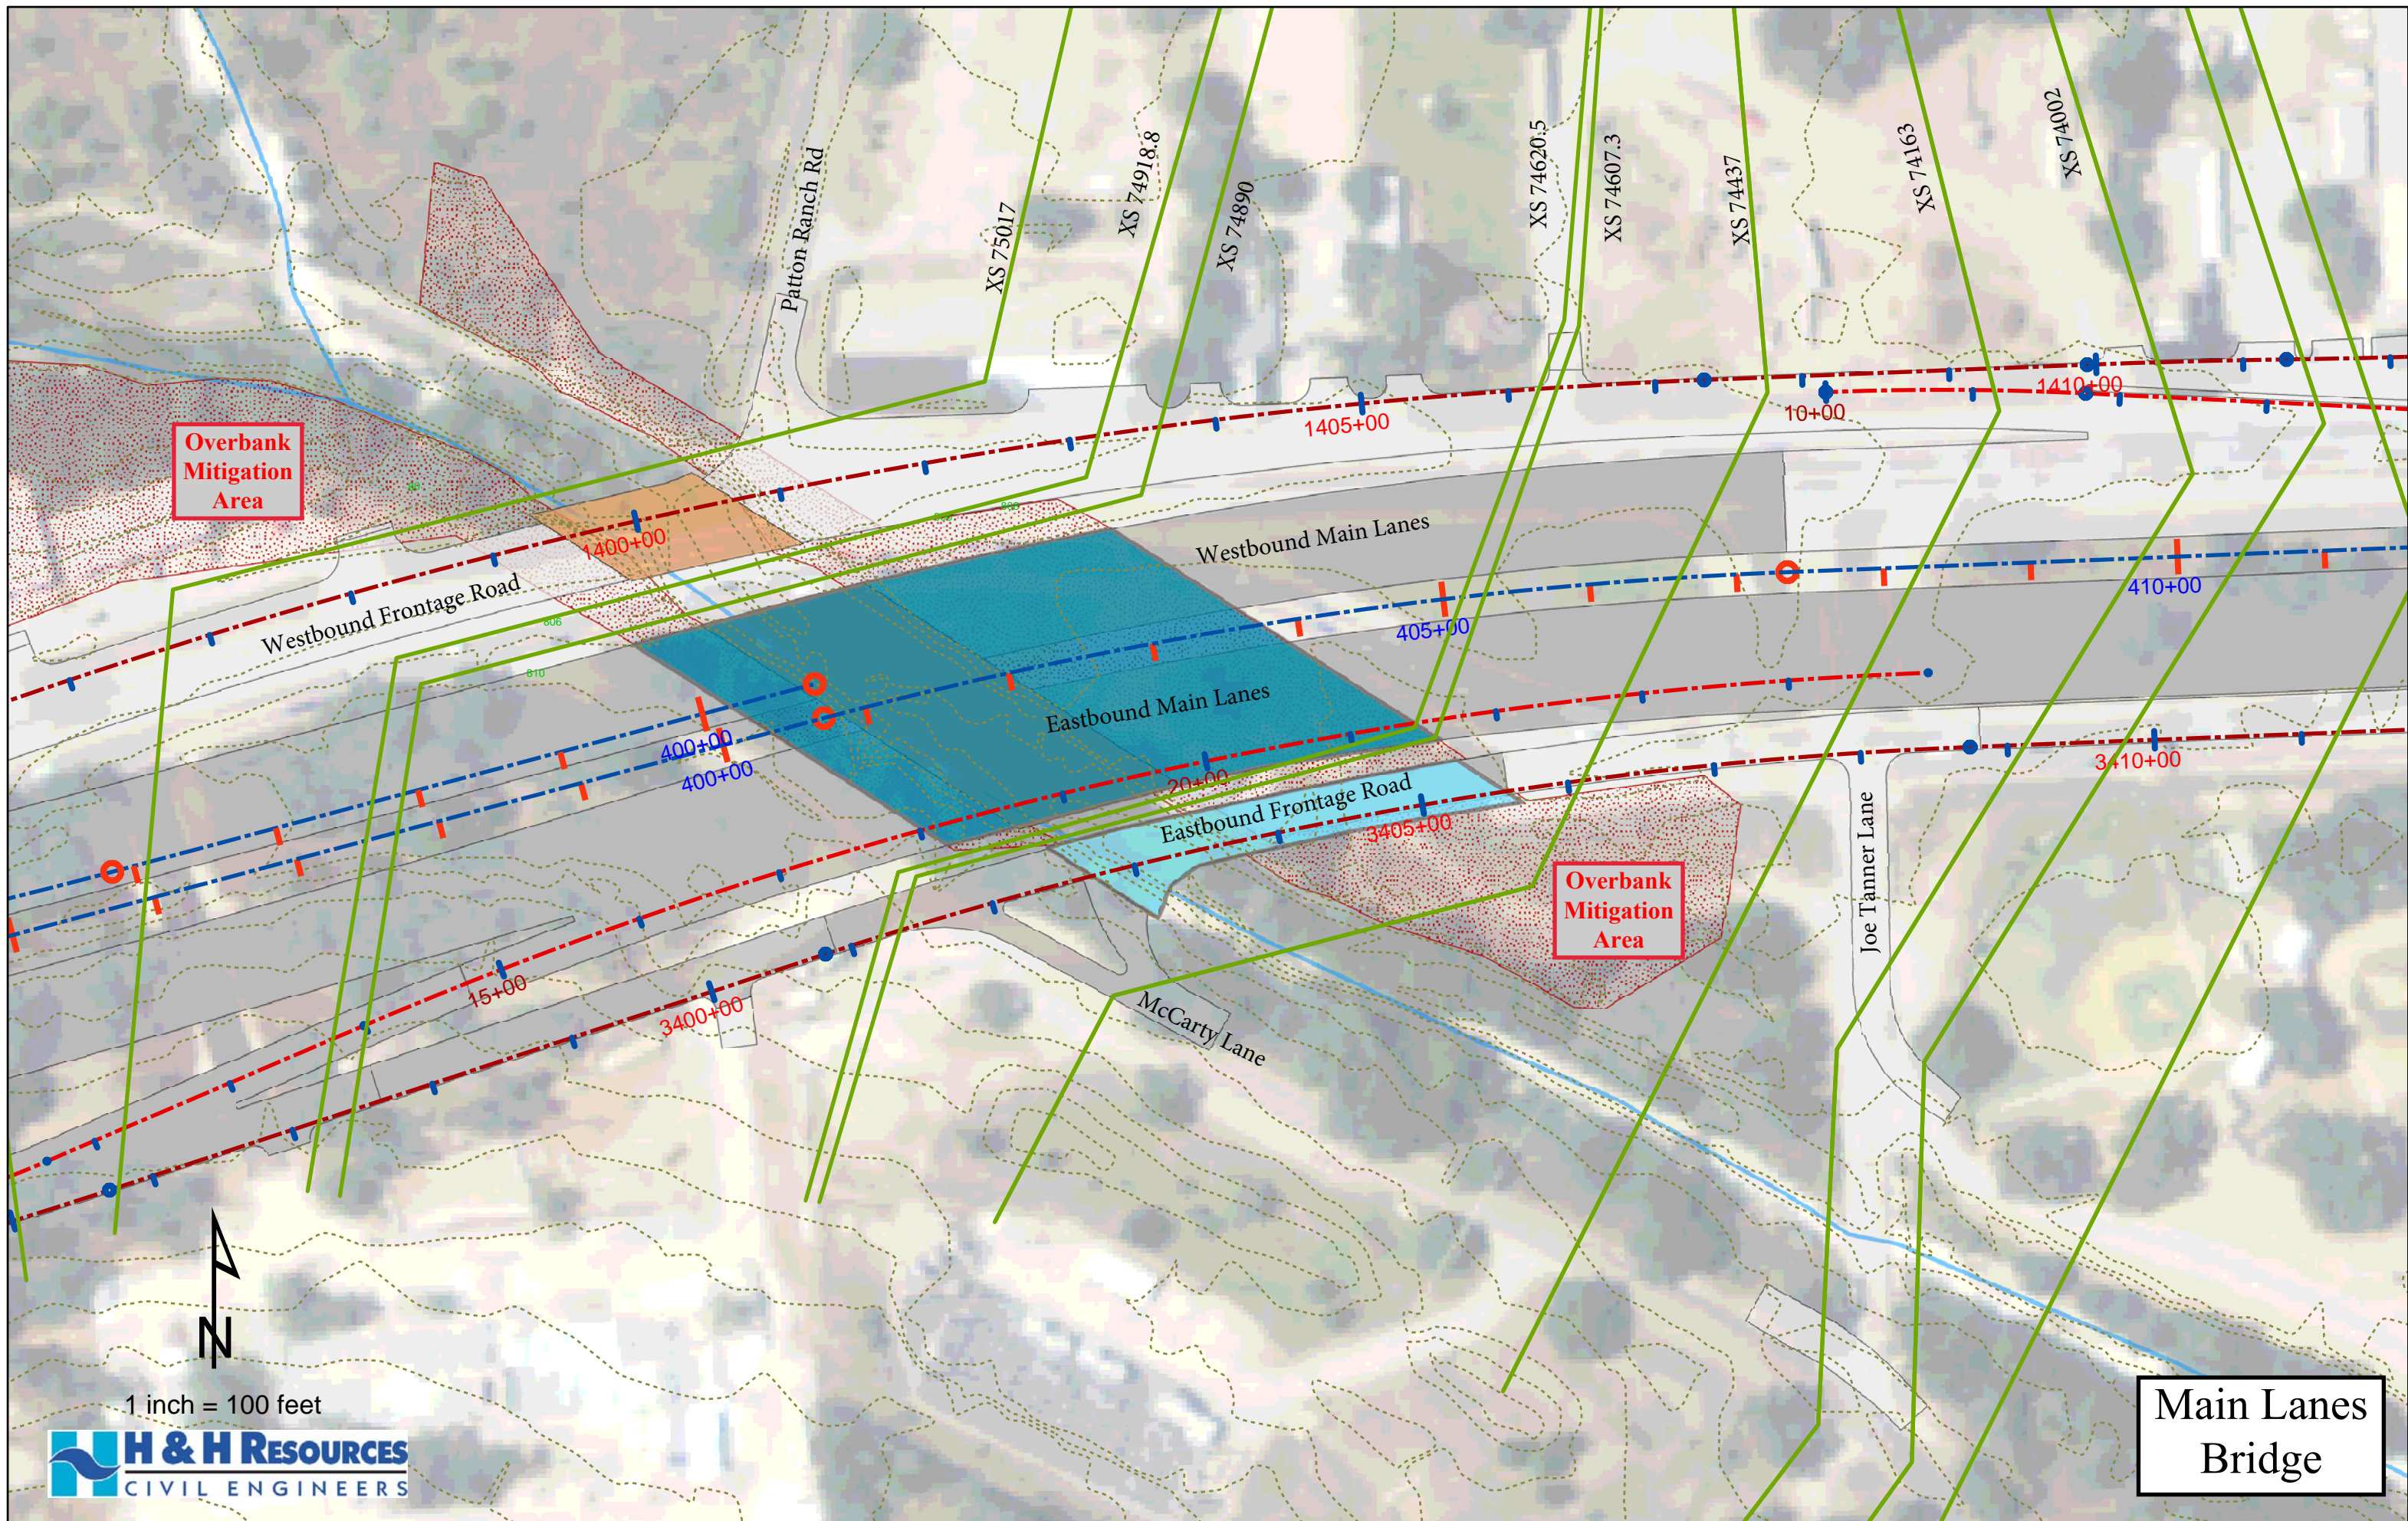 XS 74002
XS 74620.5
XS 74607.3
XS 74163
XS 74918.8
Patton Ranch Rd
XS 74437
XS 74890
XS 75017
1410+00
10+00
1405+00
Overbank
Mitigation
Area
Westbound Main Lanes
1400+00
Westbound Frontage Road
606
810
405+00
410+00
Eastbound Main Lanes
400+00
400+00
20+00
3410+00
Eastbound Frontage Road
3405+00
Joe Tanner Lane
Overbank
Mitigation
Area
15+00
3400+00
McCarty Lane
N
1 inch = 100 feet
H & H RESOURCES
CIVIL ENGINEERS
Main Lanes
Bridge